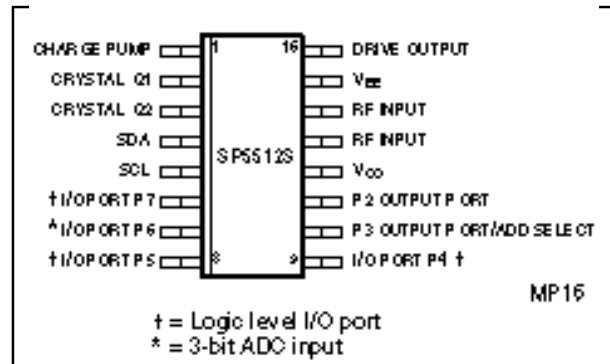 CHARGE PUMP 1 16 DRIVE OUTPUT
CRYSTAL Q1 VEE
CRYSTAL Q2 RF INPUT
SDA RF INPUT
SP5512S
SCL VCC
†I/O PORT P7 P2 OUTPUT PORT
*I/O PORT P6 P3 OUTPUT PORT/ADD SELECT
†I/O PORT P5 8 9 I/O PORT P4 †
MP16
† = Logic level I/O port
* = 3-bit ADC input